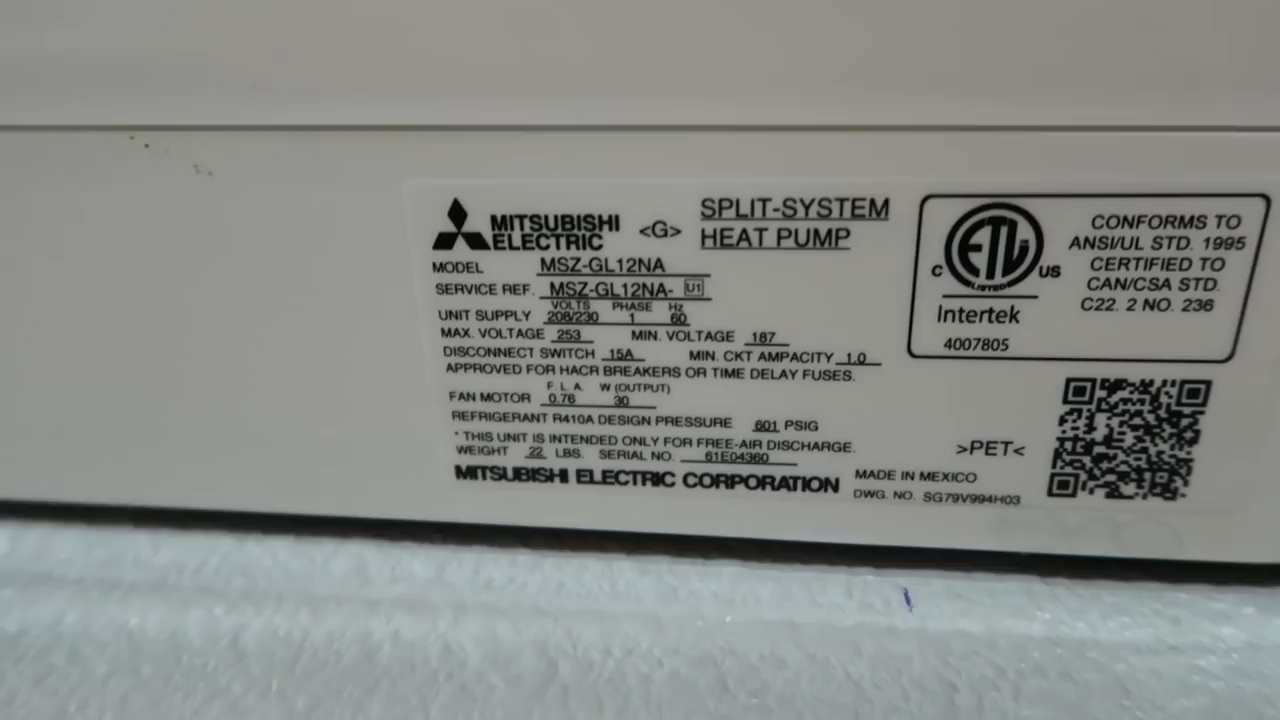 MITSUBISHI
ELECTRIC
<G>
SPLIT-SYSTEM
HEAT PUMP
MODEL MSZ-GL12NA
SERVICE REF. MSZ-GL12NA- U1
VOLTS PHASE Hz
UNIT SUPPLY 208/230 1 60
MAX. VOLTAGE 253 MIN. VOLTAGE 187
DISCONNECT SWITCH 15A MIN. CKT AMPACITY 1.0
APPROVED FOR HACR BREAKERS OR TIME DELAY FUSES.
F. L. A. W (OUTPUT)
FAN MOTOR 0.76 30
REFRIGERANT R410A DESIGN PRESSURE 601 PSIG
* THIS UNIT IS INTENDED ONLY FOR FREE-AIR DISCHARGE.
WEIGHT 22 LBS. SERIAL NO. 61E04360
MITSUBISHI ELECTRIC CORPORATION
MADE IN MEXICO
DWG. NO. SG79V994H03
>PET<
C ETL US
LISTED
Intertek
4007805
CONFORMS TO
ANSI/UL STD. 1995
CERTIFIED TO
CAN/CSA STD.
C22. 2 NO. 236